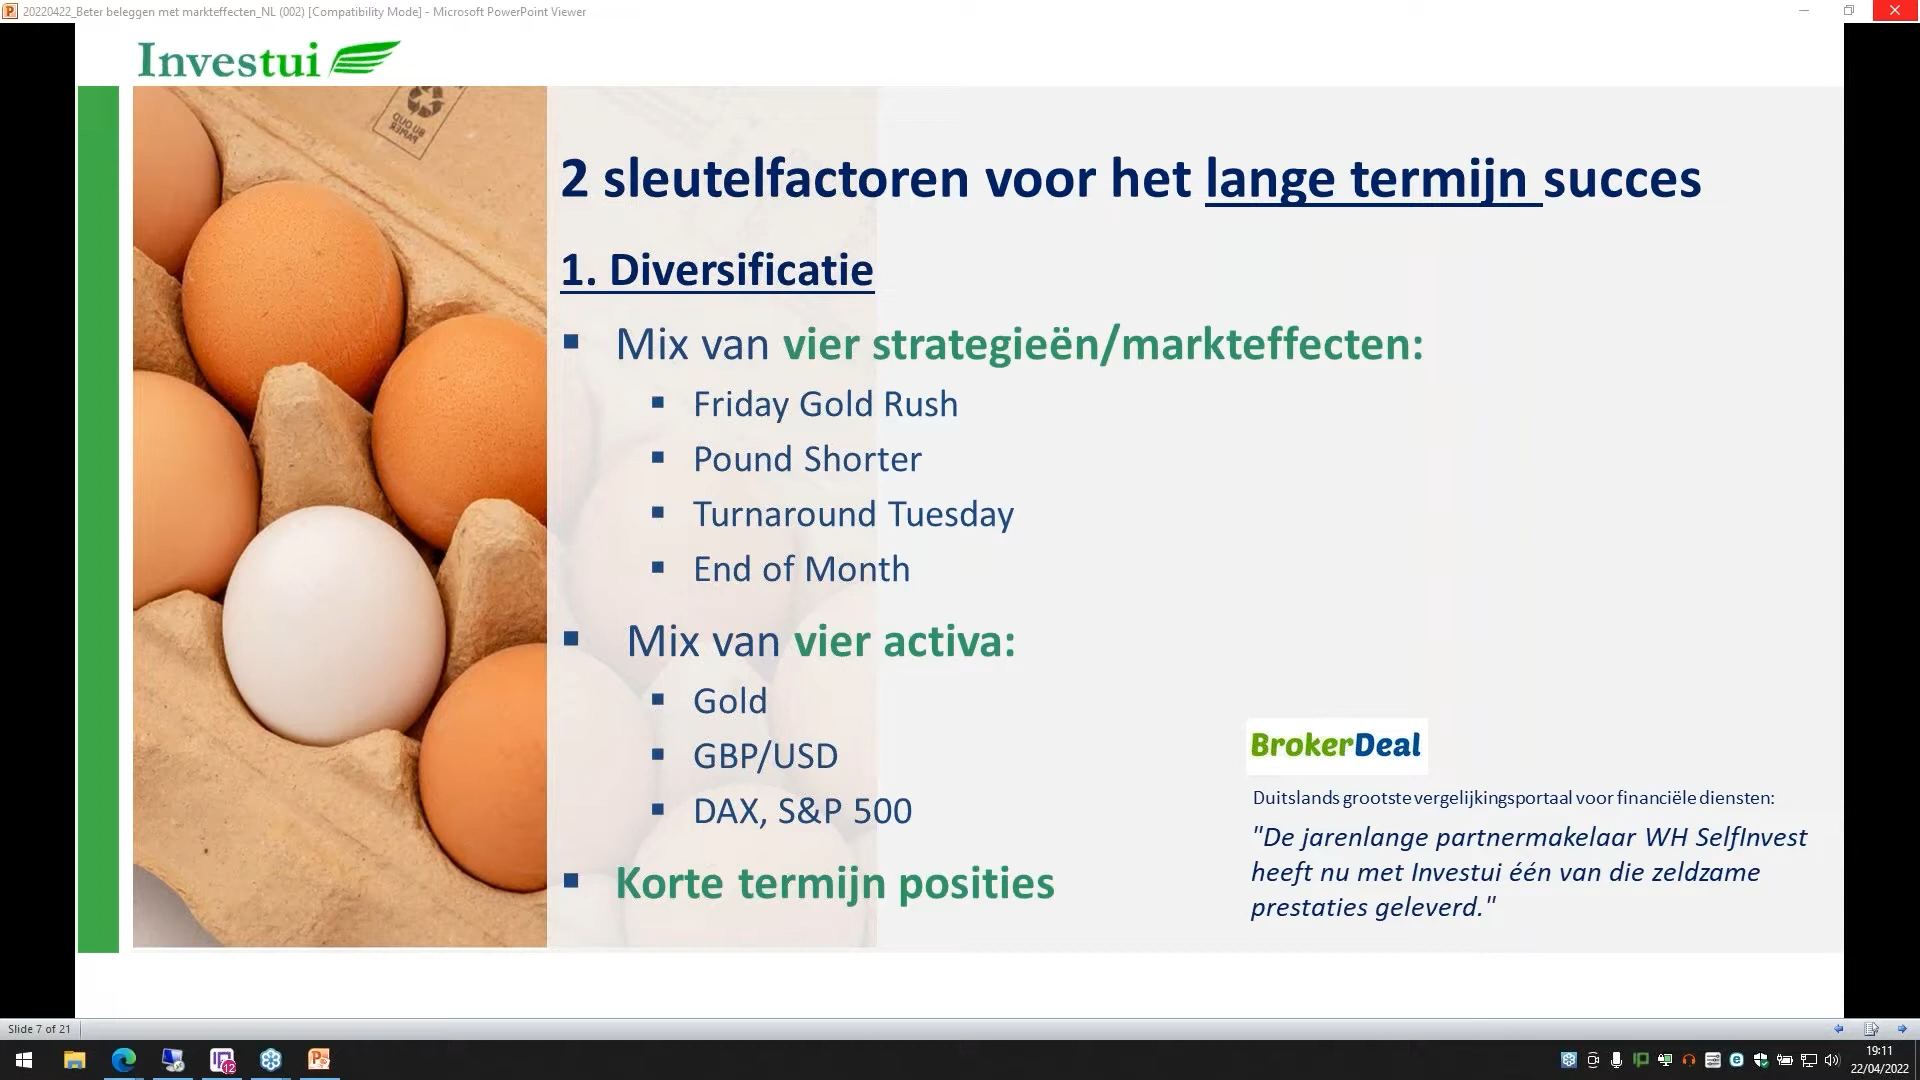 20220422_Beter beleggen met markteffecten_NL (002) [Compatibility Mode] - Microsoft PowerPoint Viewer
Investui
OUD
PAPIER
2 sleutelfactoren voor het lange termijn succes
1. Diversificatie
Mix van vier strategieën/markteffecten:
Friday Gold Rush
Pound Shorter
Turnaround Tuesday
End of Month
Mix van vier activa:
Gold
GBP/USD
DAX, S&P 500
Korte termijn posities
BrokerDeal
Duitslands grootste vergelijkingsportaal voor financiële diensten:
"De jarenlange partnermakelaar WH SelfInvest
heeft nu met Investui één van die zeldzame
prestaties geleverd."
Slide 7 of 21
12
19:11
22/04/2022